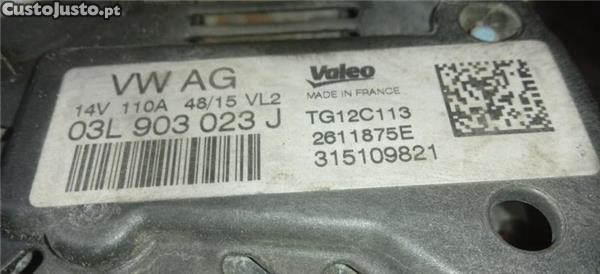 CustoJusto.pt
VW AG
14V 110A 48/15 VL2
03L 903 023 J
Valeo
MADE IN FRANCE
TG12C113
2611875E
315109821